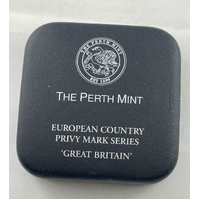 THE PERTH MINT
EST 1899
THE PERTH MINT
EUROPEAN COUNTRY
PRIVY MARK SERIES
'GREAT BRITAIN'